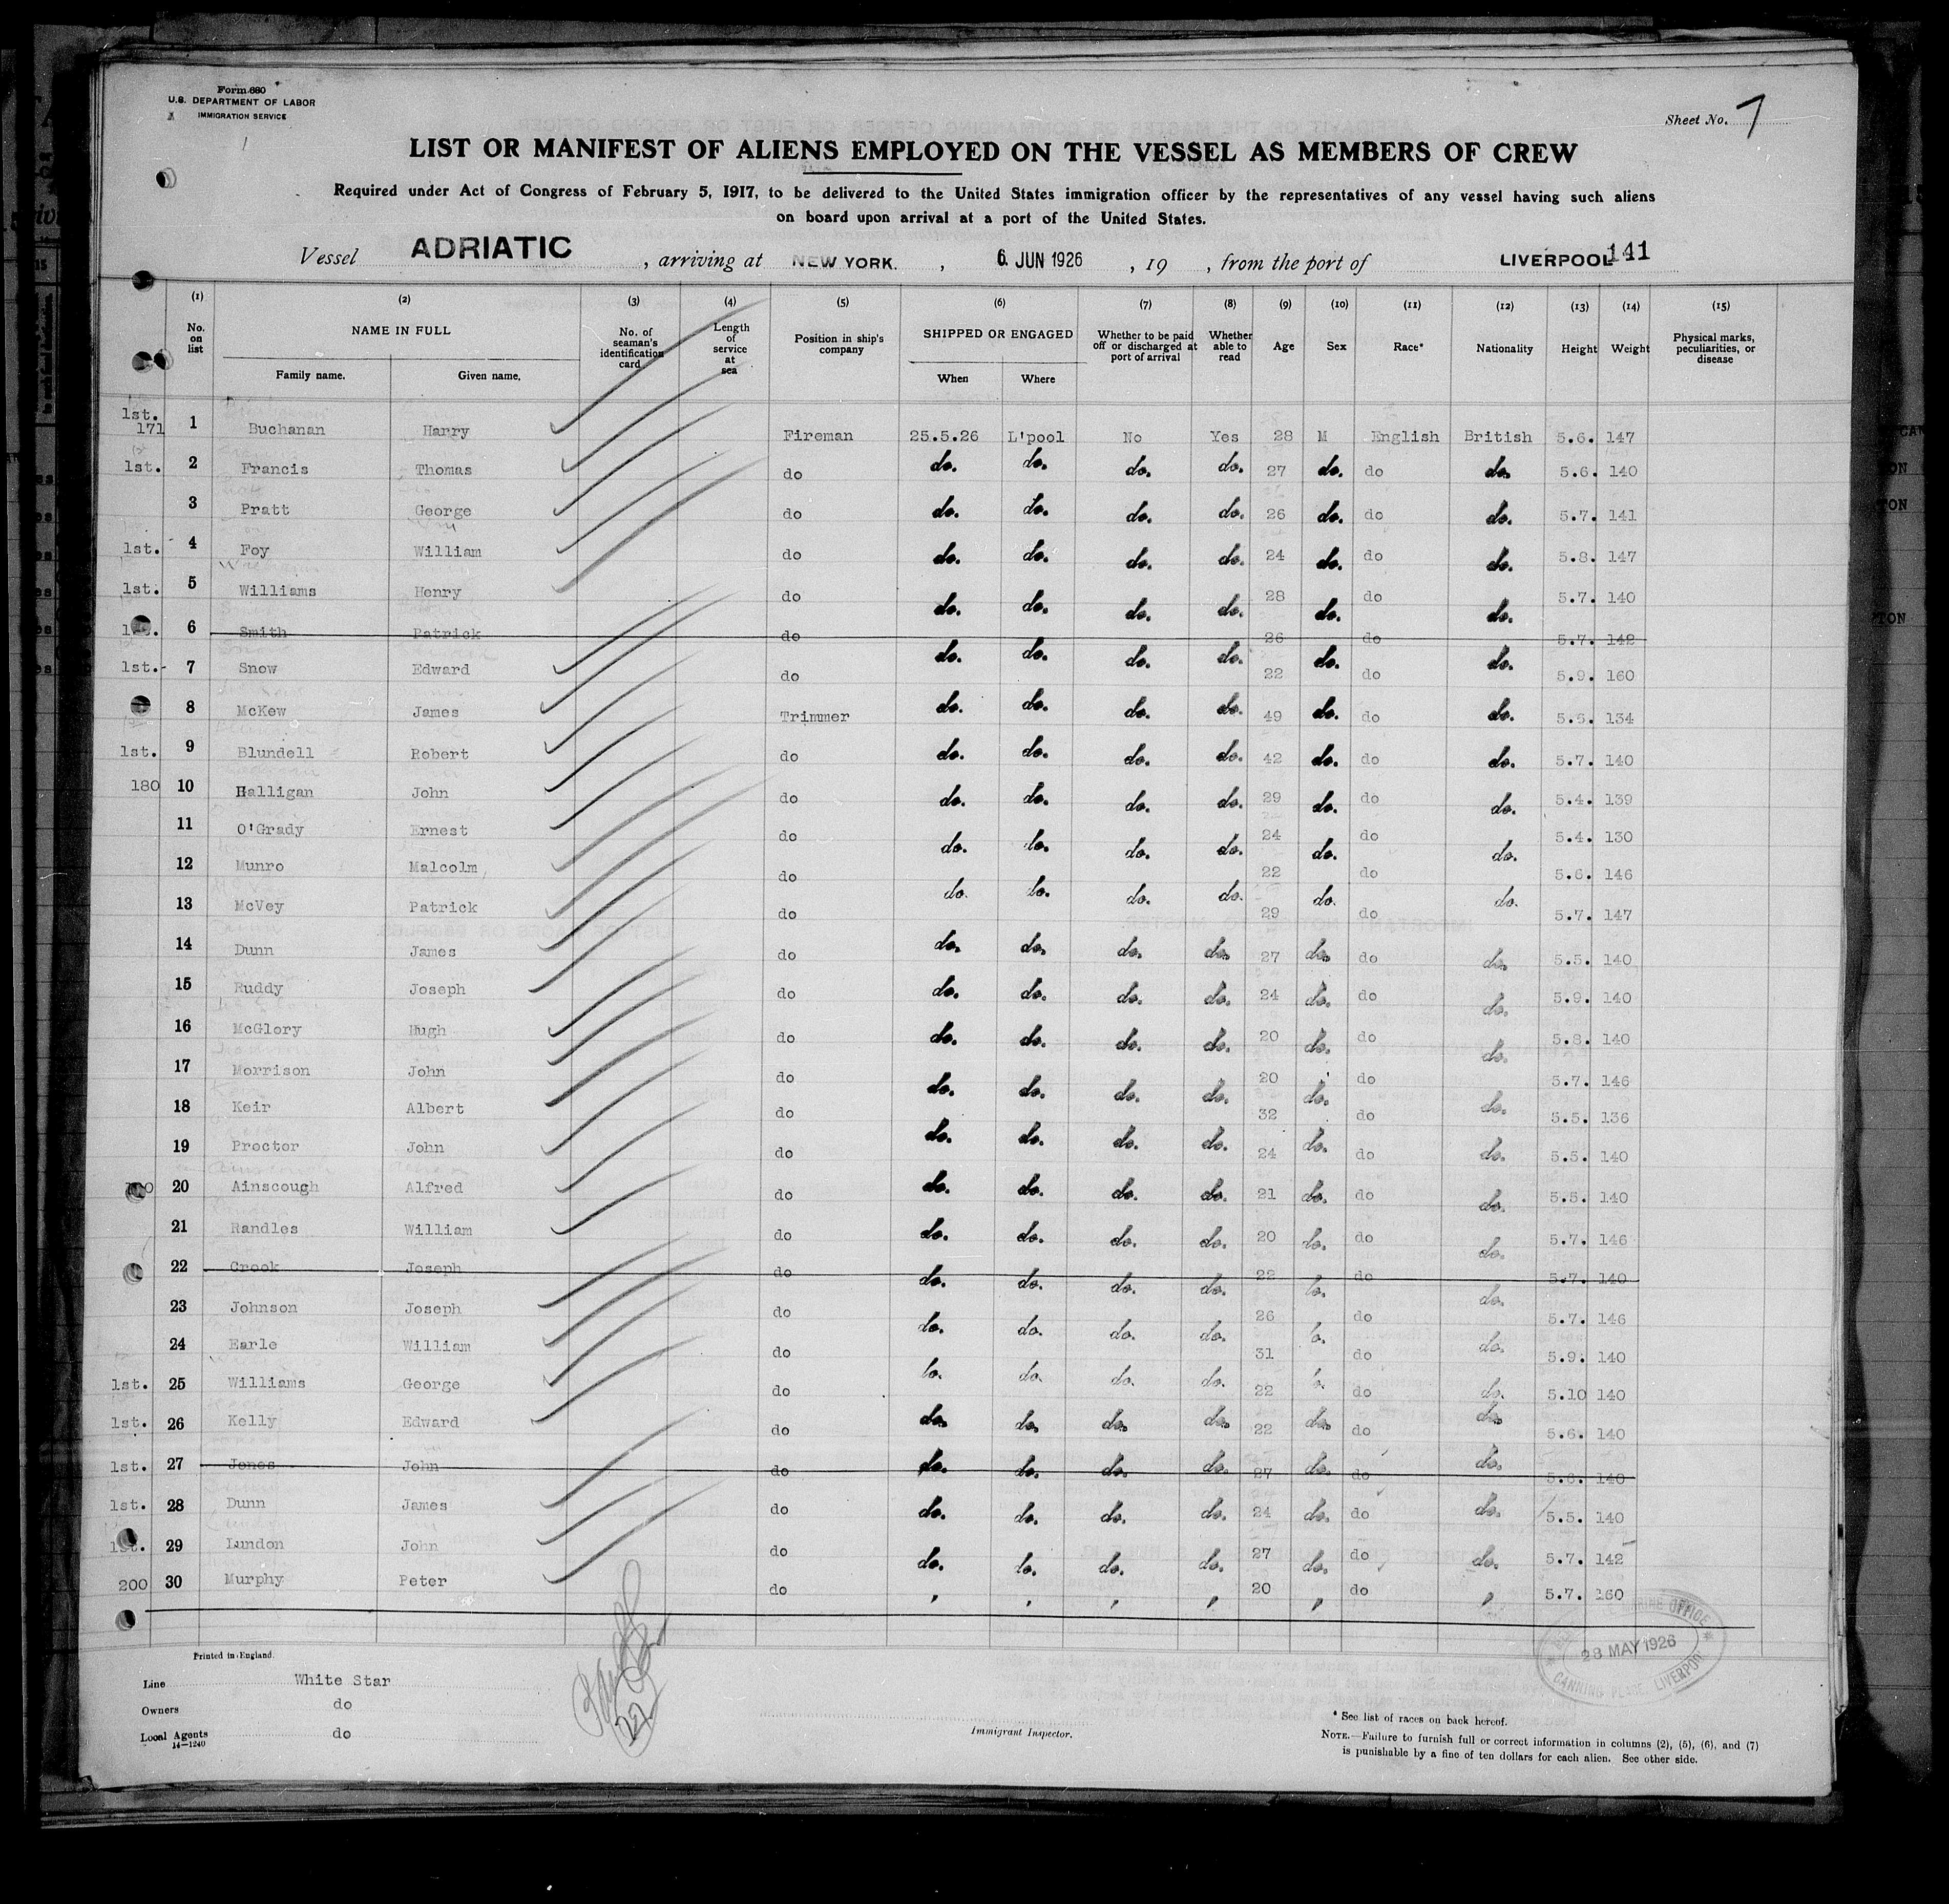 Form 680
U.S. DEPARTMENT OF LABOR
IMMIGRATION SERVICE
Sheet No. 7
LIST OR MANIFEST OF ALIENS EMPLOYED ON THE VESSEL AS MEMBERS OF CREW
Required under Act of Congress of February 5, 1917, to be delivered to the United States immigration officer by the representatives of any vessel having such aliens
on board upon arrival at a port of the United States.
Vessel ADRIATIC, arriving at NEW YORK., 6 JUN 1926, 19 , from the port of LIVERPOOL 141
(1) (2) (3) (4) (5) (6) (7) (8) (9) (10) (11) (12) (13) (14) (15)
No. on list NAME IN FULL Family name. Given name. No. of seaman's identification card Length of service at sea Position in ship's company SHIPPED OR ENGAGED When Where Whether to be paid off or discharged at port of arrival Whether able to read Age Sex Race* Nationality Height Weight Physical marks, peculiarities, or disease
1st. 171 1 Buchanan Harry Fireman 25.5.26 L'pool No Yes 28 M English British 5.6. 147
1st. 2 Francis Thomas do do. do. do. do. 27 do. do do. 5.6. 140
3 Pratt George do do. do. do. do. 26 do. do do. 5.7. 141
1st. 4 Foy William do do. do. do. do. 24 do. do do. 5.8. 147
1st. 5 Williams Henry do do. do. do. do. 28 do. do do. 5.7. 140
6 Smith Patrick do do. do. do. do. 26 do. do do. 5.7. 142
1st. 7 Snow Edward do do. do. do. do. 22 do. do do. 5.9. 160
8 McKew James Trimmer do. do. do. do. 49 do. do do. 134
1st. 9 Blundell Robert do do. do. do. do. 42 do. do do. 5.7. 140
180 10 Halligan John do do. do. do. do. 29 do. do do. 5.4. 139
11 O'Grady Ernest do do. do. do. do. 24 do. do do. 5.4. 130
12 Munro Malcolm do do. do. do. do. 22 do. do do. 5.6. 146
13 McVey Patrick do do. do. do. do. 29 do. do do. 5.7. 147
14 Dunn James do do. do. do. do. 27 do. do do. 5.5. 140
15 Ruddy Joseph do do. do. do. do. 24 do. do do. 5.9. 140
16 McGlory Hugh do do. do. do. do. 20 do. do do. 5.8. 140
17 Morrison John do do. do. do. do. 20 do. do do. 5.7. 146
18 Keir Albert do do. do. do. do. 32 do. do do. 5.5. 136
19 Procter John do do. do. do. do. 24 do. do do. 5.5. 140
20 Ainscough Alfred do do. do. do. do. 21 do. do do. 5.5. 140
21 Randles William do do. do. do. do. 20 do. do do. 5.7. 146
22 Crook Joseph do do. do. do. do. 22 do. do do. 5.7. 140
23 Johnson Joseph do do. do. do. do. 26 do. do do. 5.7. 146
24 Earle William do do. do. do. do. 31 do. do do. 5.9. 140
1st. 25 Williams George do do. do. do. do. 22 do. do do. 5.10 140
1st. 26 Kelly Edward do do. do. do. do. 22 do. do do. 5.6. 140
1st. 27 Jones John do do. do. do. do. 27 do. do do. 140
1st. 28 Dunn James do do. do. do. do. 24 do. do do. 5.5. 140
1st. 29 Lundon John do do. do. do. do. 27 do. do do. 5.7. 142
200 30 Murphy Peter do 20 do 5.7. 160
Printed in England.
Line White Star
Owners do
Local Agents do
14—1240
Immigrant Inspector.
MARINE OFFICE
28 MAY 1926
CANNING PLACE, LIVERPOOL
* See list of races on back hereof.
NOTE.—Failure to furnish full or correct information in columns (2), (5), (6), and (7)
is punishable by a fine of ten dollars for each alien. See other side.